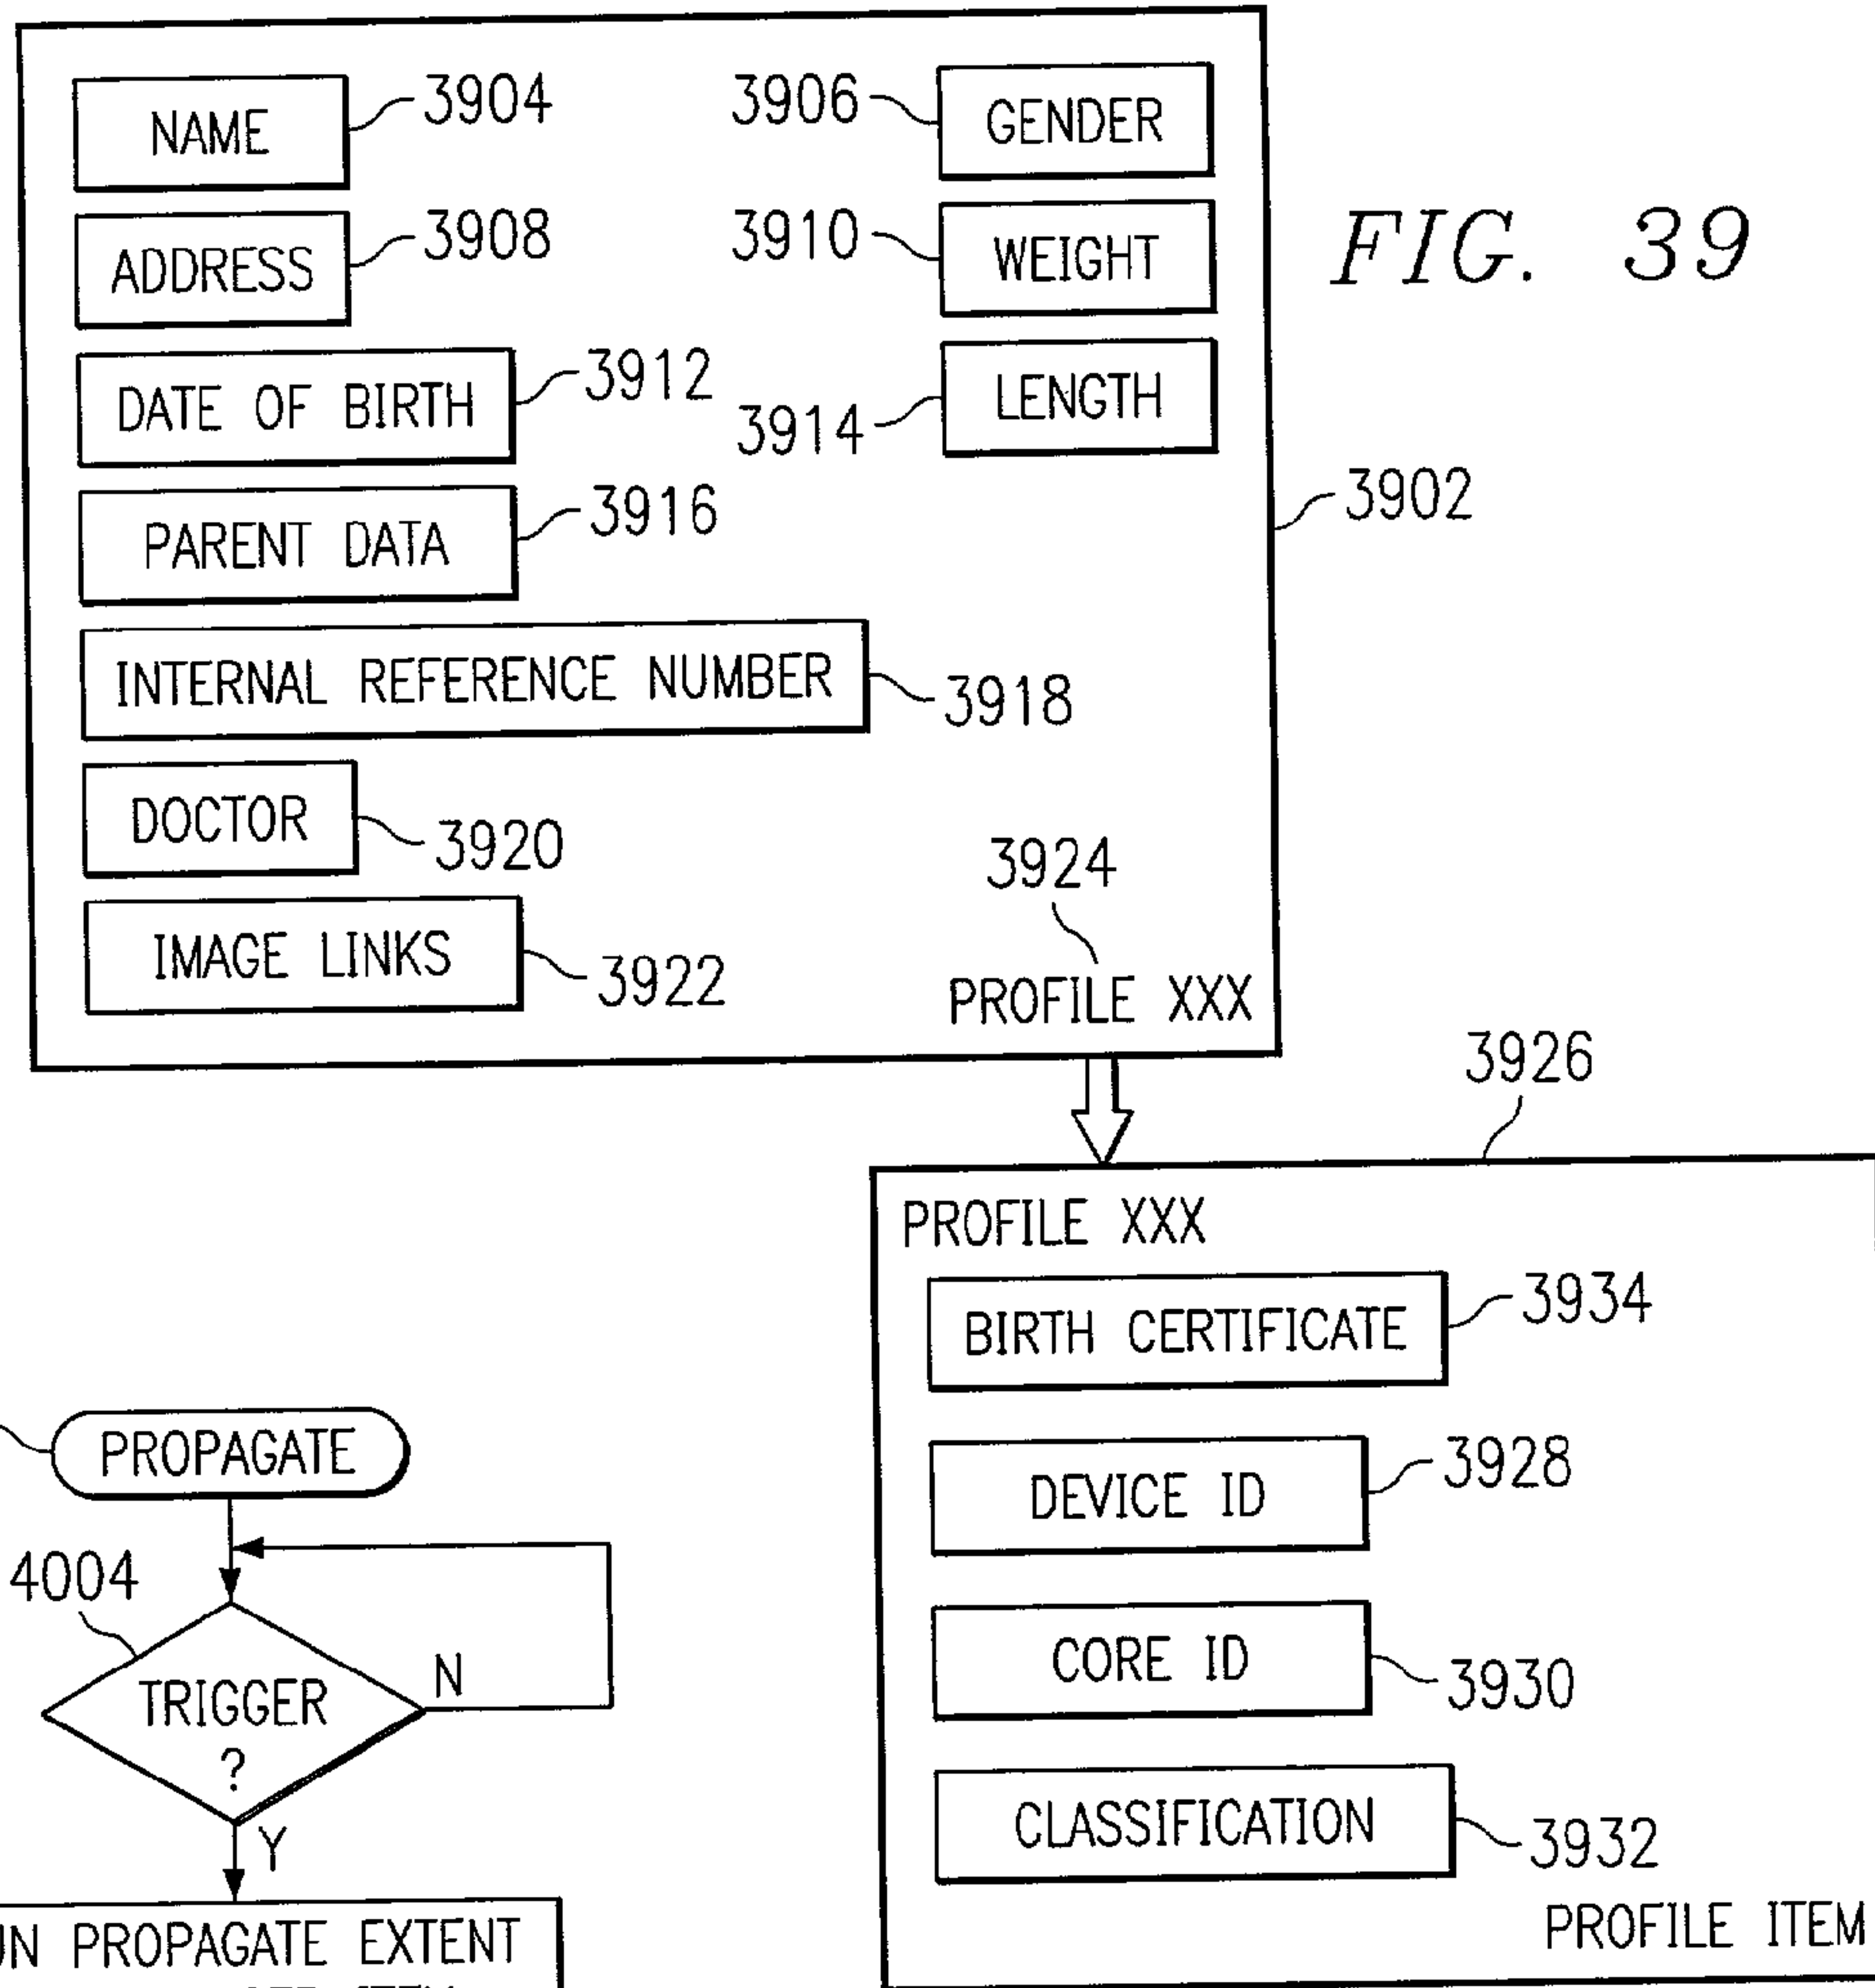 NAME
3904
3906
GENDER
ADDRESS
3908
3910
WEIGHT
FIG. 39
DATE OF BIRTH
3912
3914
LENGTH
PARENT DATA
3916
3902
INTERNAL REFERENCE NUMBER
3918
DOCTOR
3920
3924
IMAGE LINKS
3922
PROFILE XXX
3926
PROFILE XXX
BIRTH CERTIFICATE
3934
DEVICE ID
3928
CORE ID
3930
CLASSIFICATION
3932
PROFILE ITEM
PROPAGATE
4004
TRIGGER
?
N
Y
PROPAGATE EXTENT